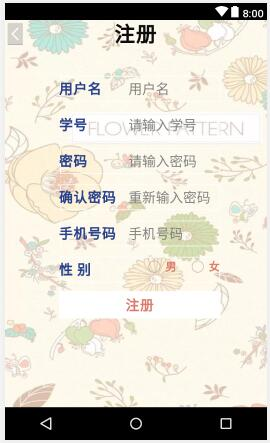 8:00
注册
用户名 用户名
FLOWER PATTERN
学号 请输入学号
密码 请输入密码
确认密码 重新输入密码
手机号码 手机号码
性 别 男 女
注册